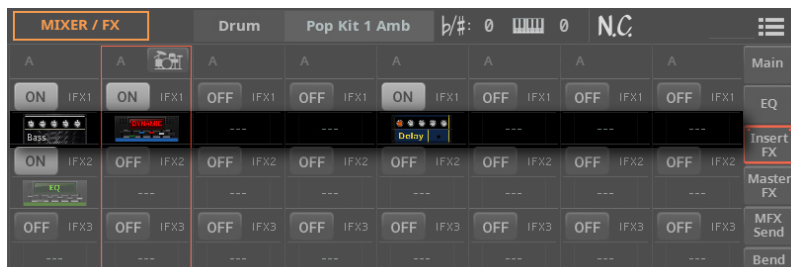 MIXER / FX Drum Pop Kit 1 Amb b/#: 0 0 N.C.
A A A A A A A A Main
ON IFX1 ON IFX1 OFF IFX1 OFF IFX1 ON IFX1 OFF IFX1 OFF IFX1 OFF IFX1 EQ
Bass DYNAMIC --- --- Delay --- --- --- Insert FX
ON IFX2 OFF IFX2 OFF IFX2 OFF IFX2 OFF IFX2 OFF IFX2 OFF IFX2 OFF IFX2
EQ --- --- --- --- --- --- --- Master FX
OFF IFX3 OFF IFX3 OFF IFX3 OFF IFX3 OFF IFX3 OFF IFX3 OFF IFX3 OFF IFX3 MFX Send
--- --- --- --- --- --- --- --- Bend